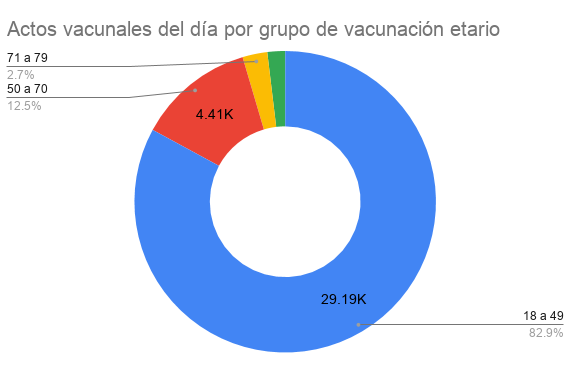 Actos vacunales del día por grupo de vacunación etario
71 a 79
2.7%
50 a 70
12.5%
4.41K
29.19K
18 a 49
82.9%